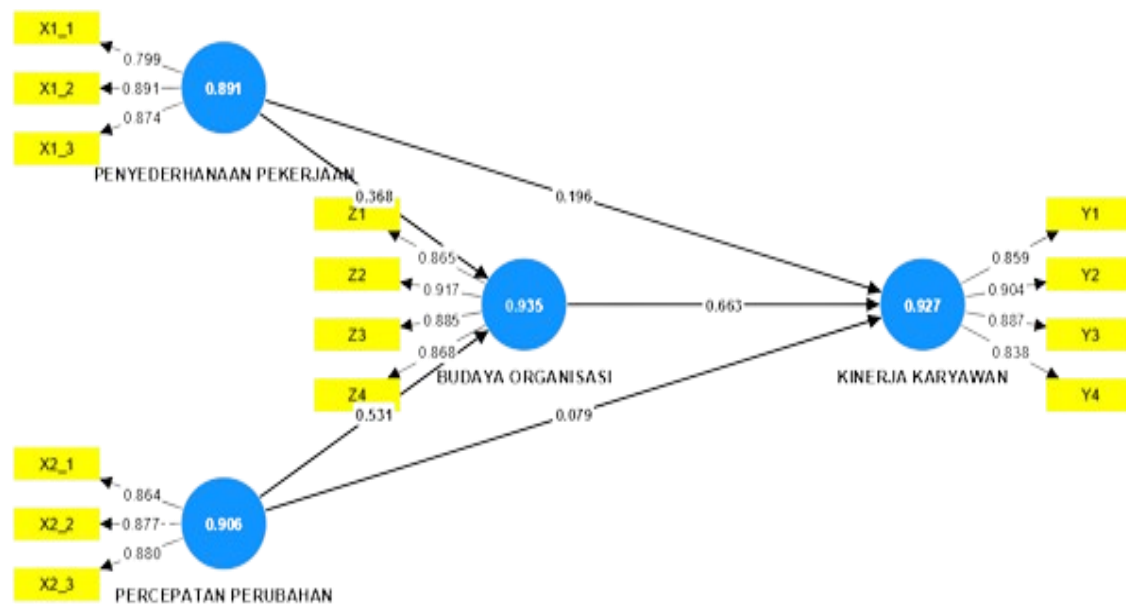 X1_1
0.799
X1_2
0.891
0.891
X1_3
0.874
PENYEDERHANAAN PEKERJAAN
0.368
0.196
Z1
0.865
Z2
0.917
Z3
0.885
0.935
0.868
Z4
BUDAYA ORGANISASI
0.531
0.663
0.079
0.927
KINERJA KARYAWAN
Y1
0.859
Y2
0.904
Y3
0.887
Y4
0.838
X2_1
0.864
X2_2
0.877
0.906
X2_3
0.880
PERCEPATAN PERUBAHAN